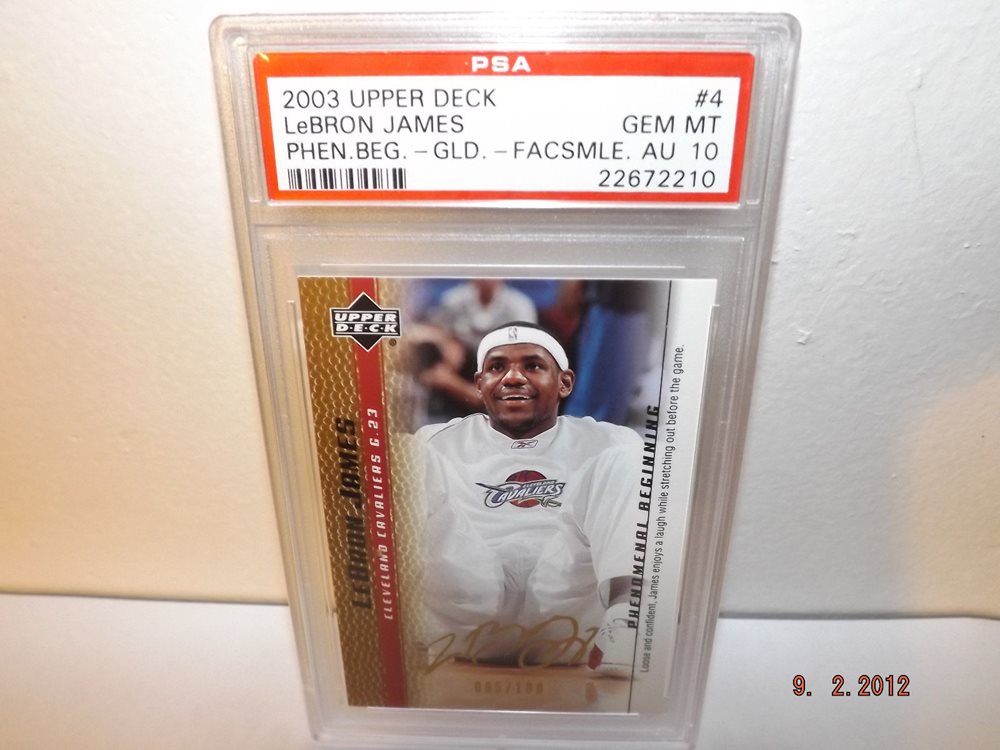 PSA
2003 UPPER DECK #4
LeBRON JAMES GEM MT
PHEN.BEG. – GLD. – FACSMLE. AU 10
22672210
UPPER
D·E·C·K
®
LEBRON JAMES
CLEVELAND CAVALIERS G. 23
CLEVELAND
CAVALIERS
PHENOMENAL BEGINNING
Loose and confident, James enjoys a laugh while stretching out before the game.
9. 2.2012